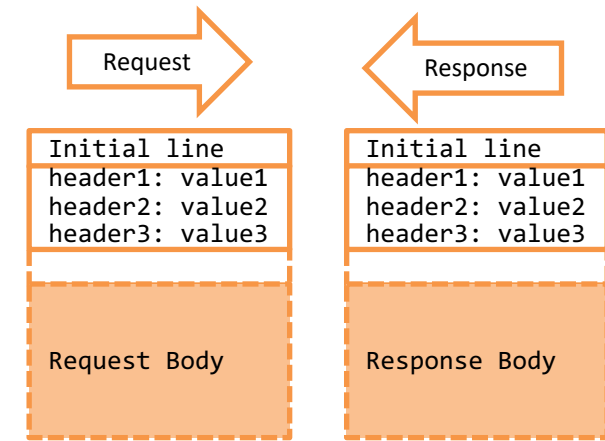 Request
Response
Initial line
header1: value1
header2: value2
header3: value3
Request Body
Initial line
header1: value1
header2: value2
header3: value3
Response Body